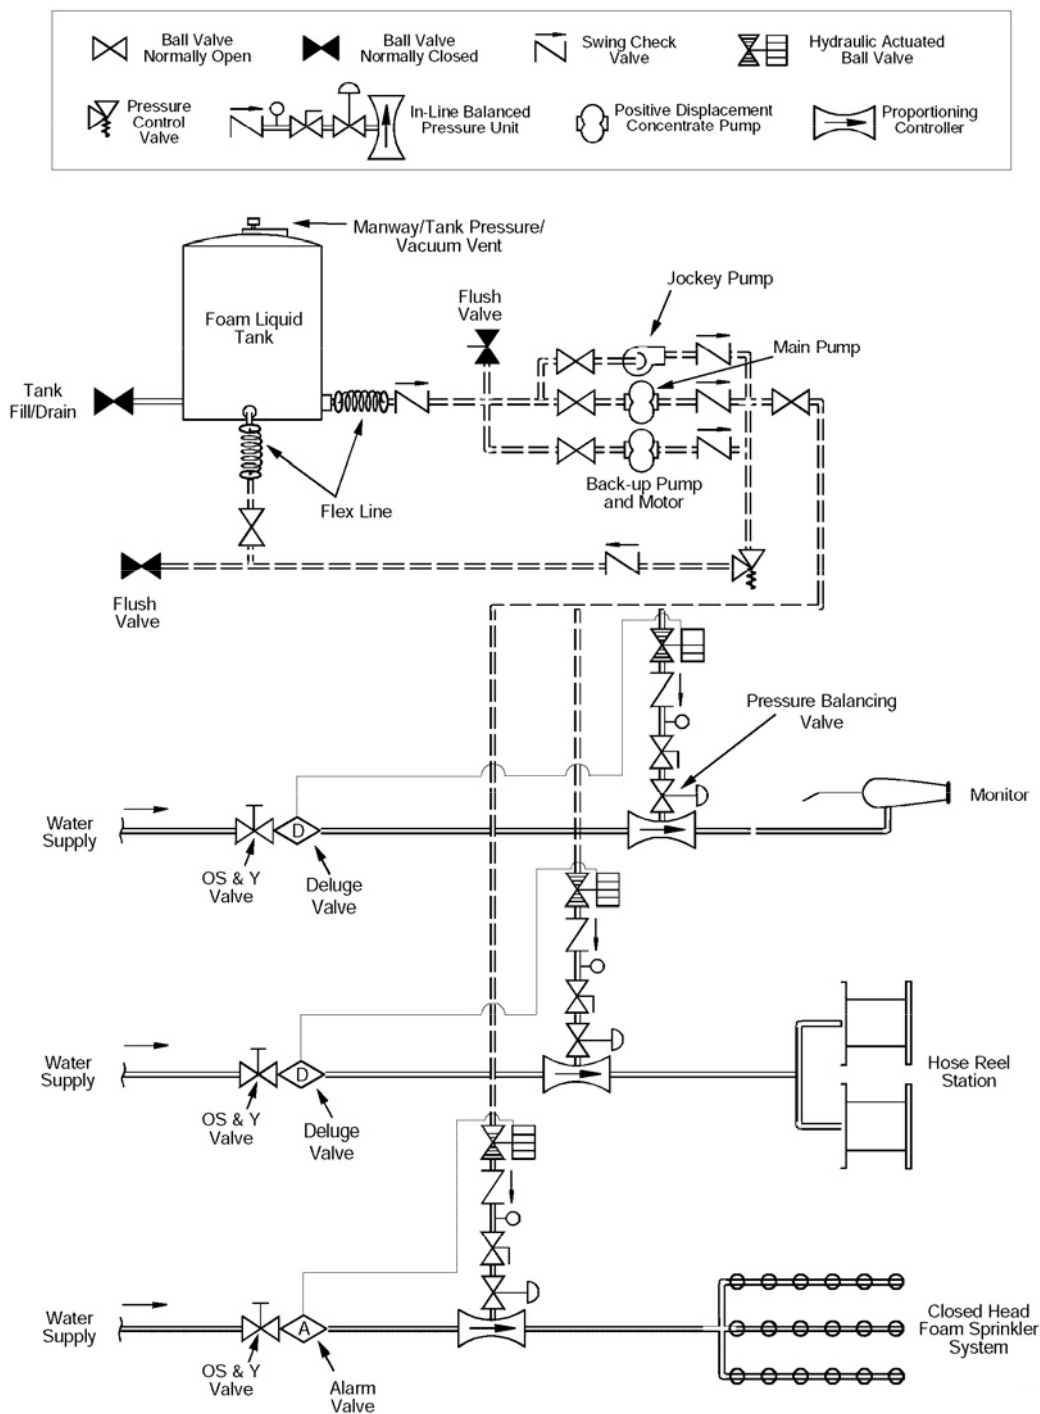 Ball Valve
Normally Open
Ball Valve
Normally Closed
Swing Check
Valve
Hydraulic Actuated
Ball Valve
Pressure
Control
Valve
In-Line Balanced
Pressure Unit
Positive Displacement
Concentrate Pump
Proportioning
Controller
Manway/Tank Pressure/
Vacuum Vent
Foam Liquid
Tank
Flush
Valve
Jockey Pump
Main Pump
Tank
Fill/Drain
Flex Line
Back-up Pump
and Motor
Flush
Valve
Pressure Balancing
Valve
Water
Supply
D
OS & Y
Valve
Deluge
Valve
Monitor
Water
Supply
D
OS & Y
Valve
Deluge
Valve
Hose Reel
Station
Water
Supply
A
OS & Y
Valve
Alarm
Valve
Closed Head
Foam Sprinkler
System